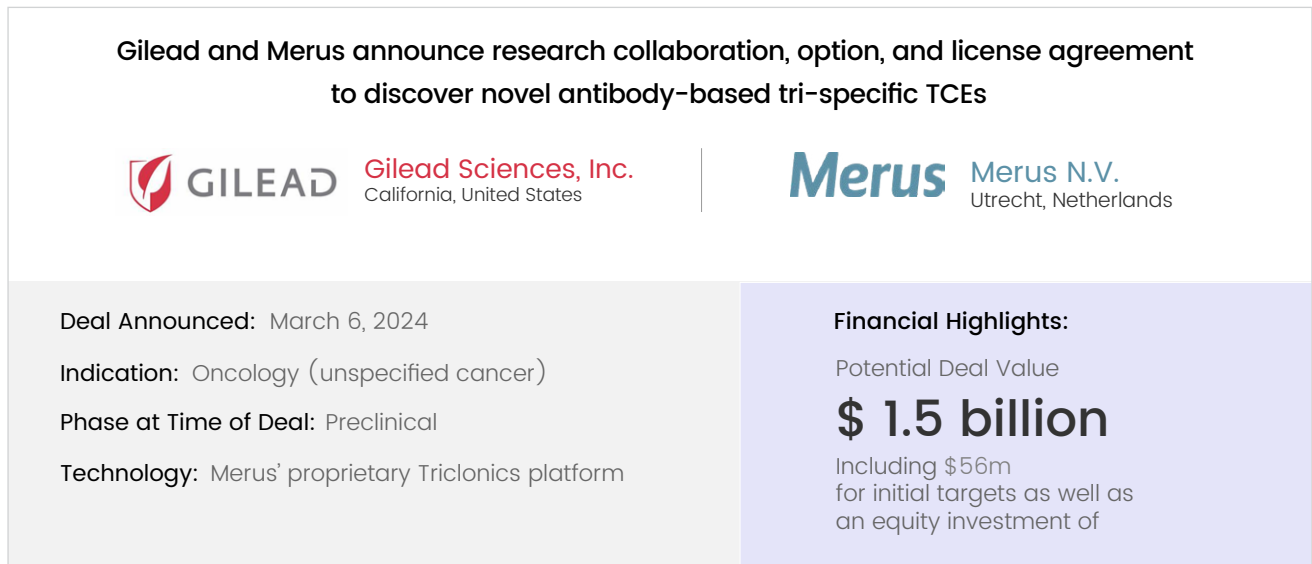 Gilead and Merus announce research collaboration, option, and license agreement
to discover novel antibody-based tri-specific TCEs
GILEAD
Gilead Sciences, Inc.
California, United States
Merus
Merus N.V.
Utrecht, Netherlands
Deal Announced: March 6, 2024
Indication: Oncology (unspecified cancer)
Phase at Time of Deal: Preclinical
Technology: Merus’ proprietary Triclonics platform
Financial Highlights:
Potential Deal Value
$ 1.5 billion
Including $56m
for initial targets as well as
an equity investment of